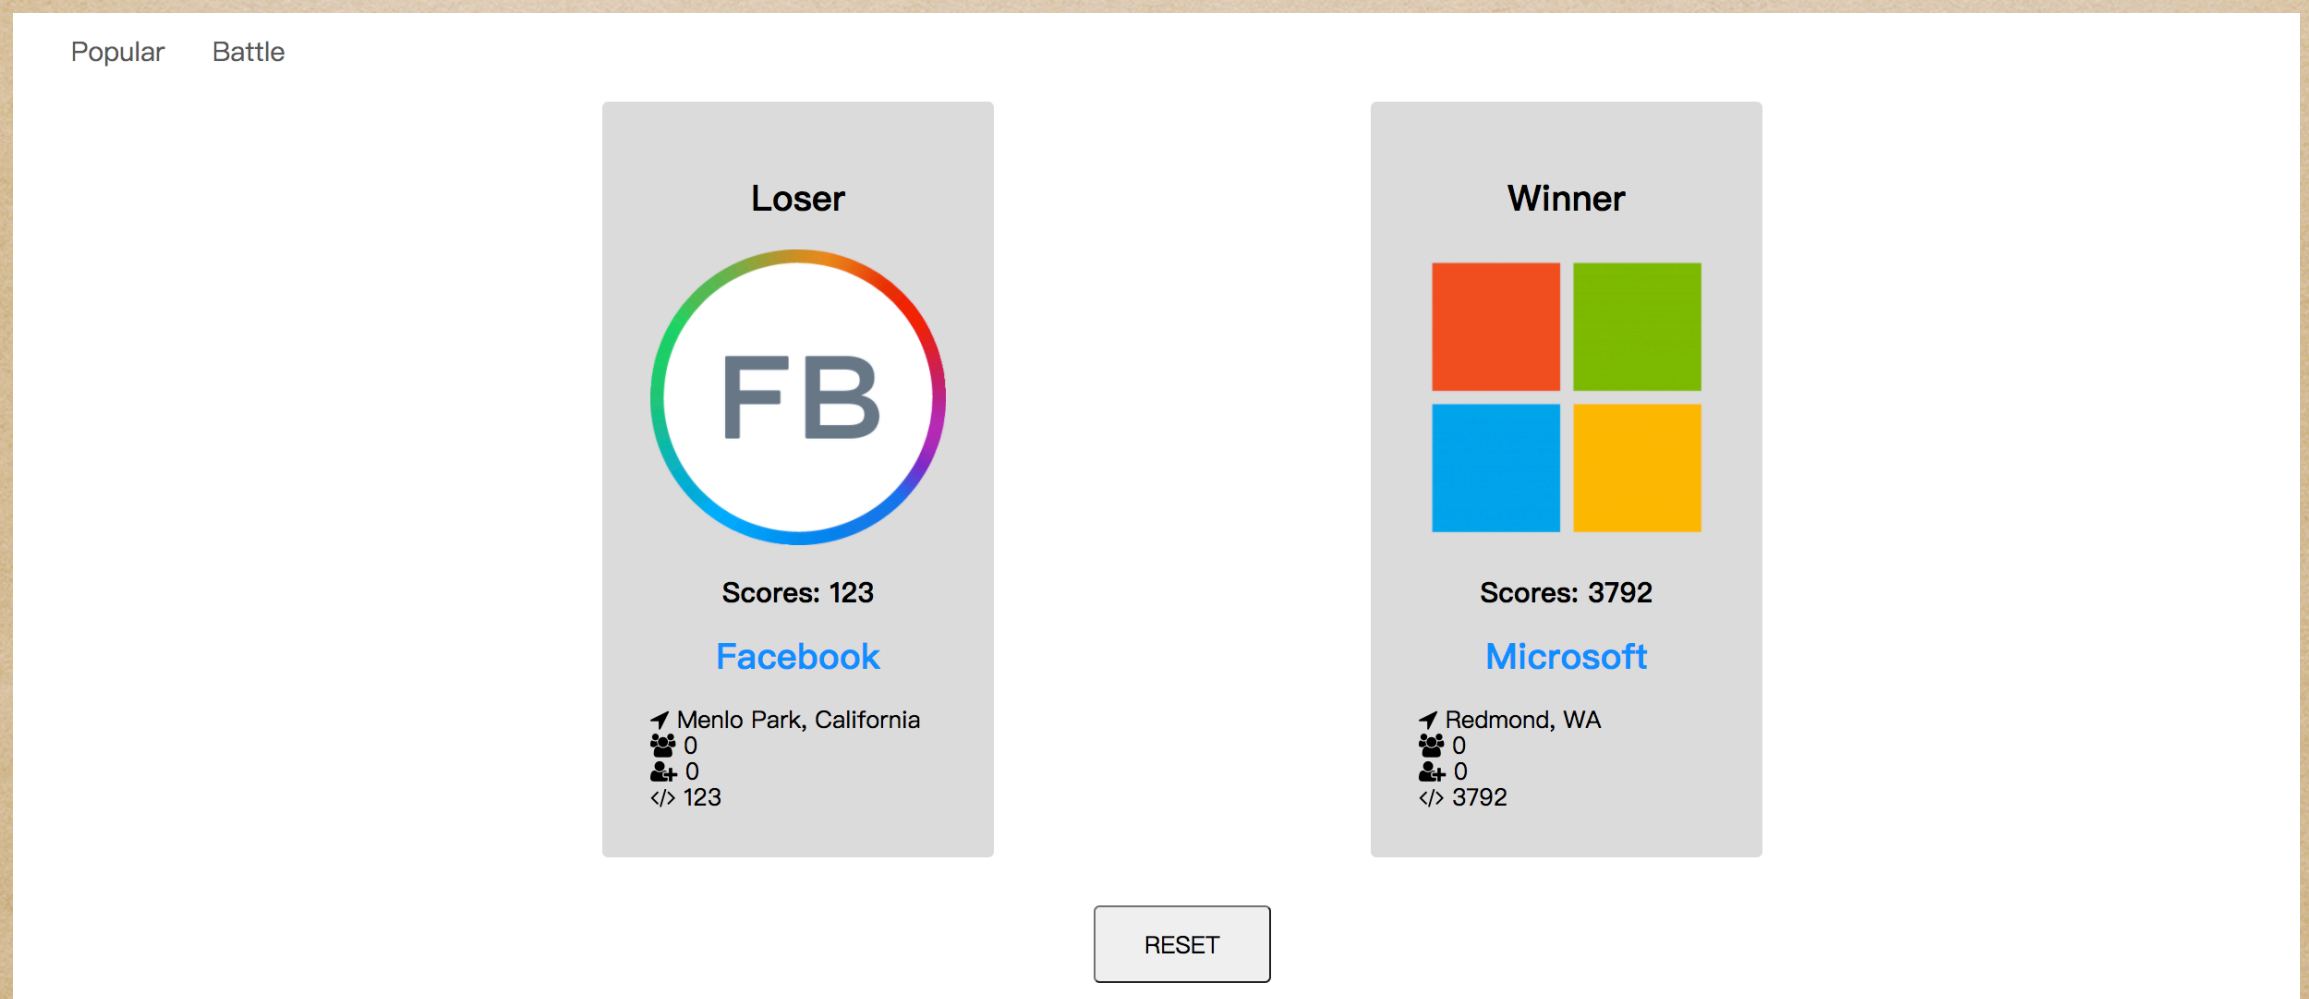 Popular Battle
Loser
FB
Scores: 123
Facebook
Menlo Park, California
0
0
123
Winner
Scores: 3792
Microsoft
Redmond, WA
0
0
3792
RESET